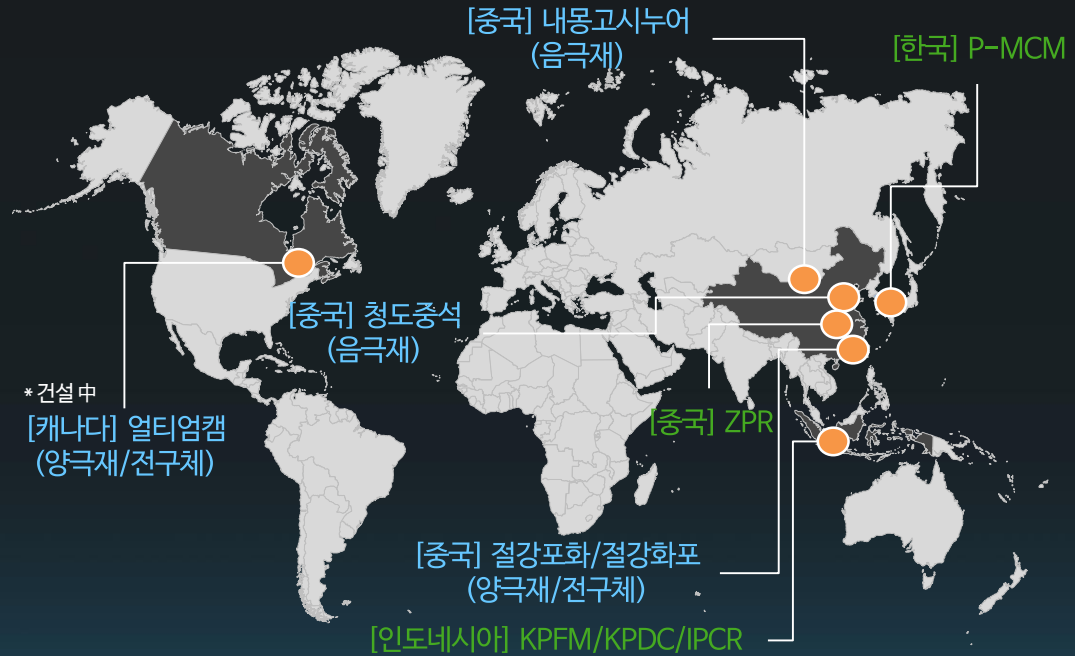 [중국] 내몽고시누어
(음극재)
[한국] P-MCM
[중국] 청도중석
(음극재)
* 건설 中
[캐나다] 얼티엄캠
(양극재/전구체)
[중국] ZPR
[중국] 절강포화/절강화포
(양극재/전구체)
[인도네시아] KPFM/KPDC/IPCR